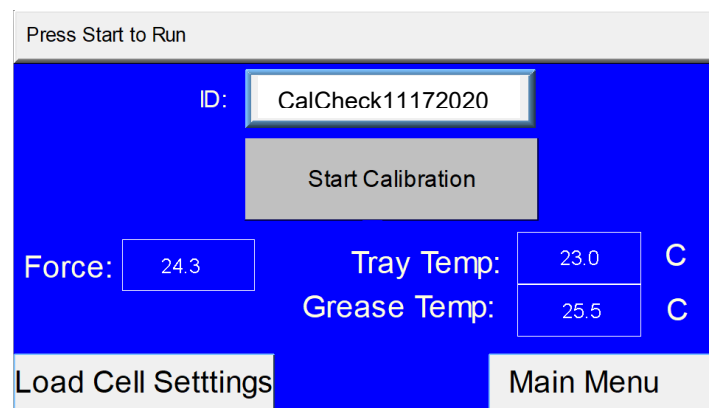 Press Start to Run
ID: CalCheck11172020
Start Calibration
Force: 24.3 Tray Temp: 23.0 C
Grease Temp: 25.5 C
Load Cell Setttings Main Menu